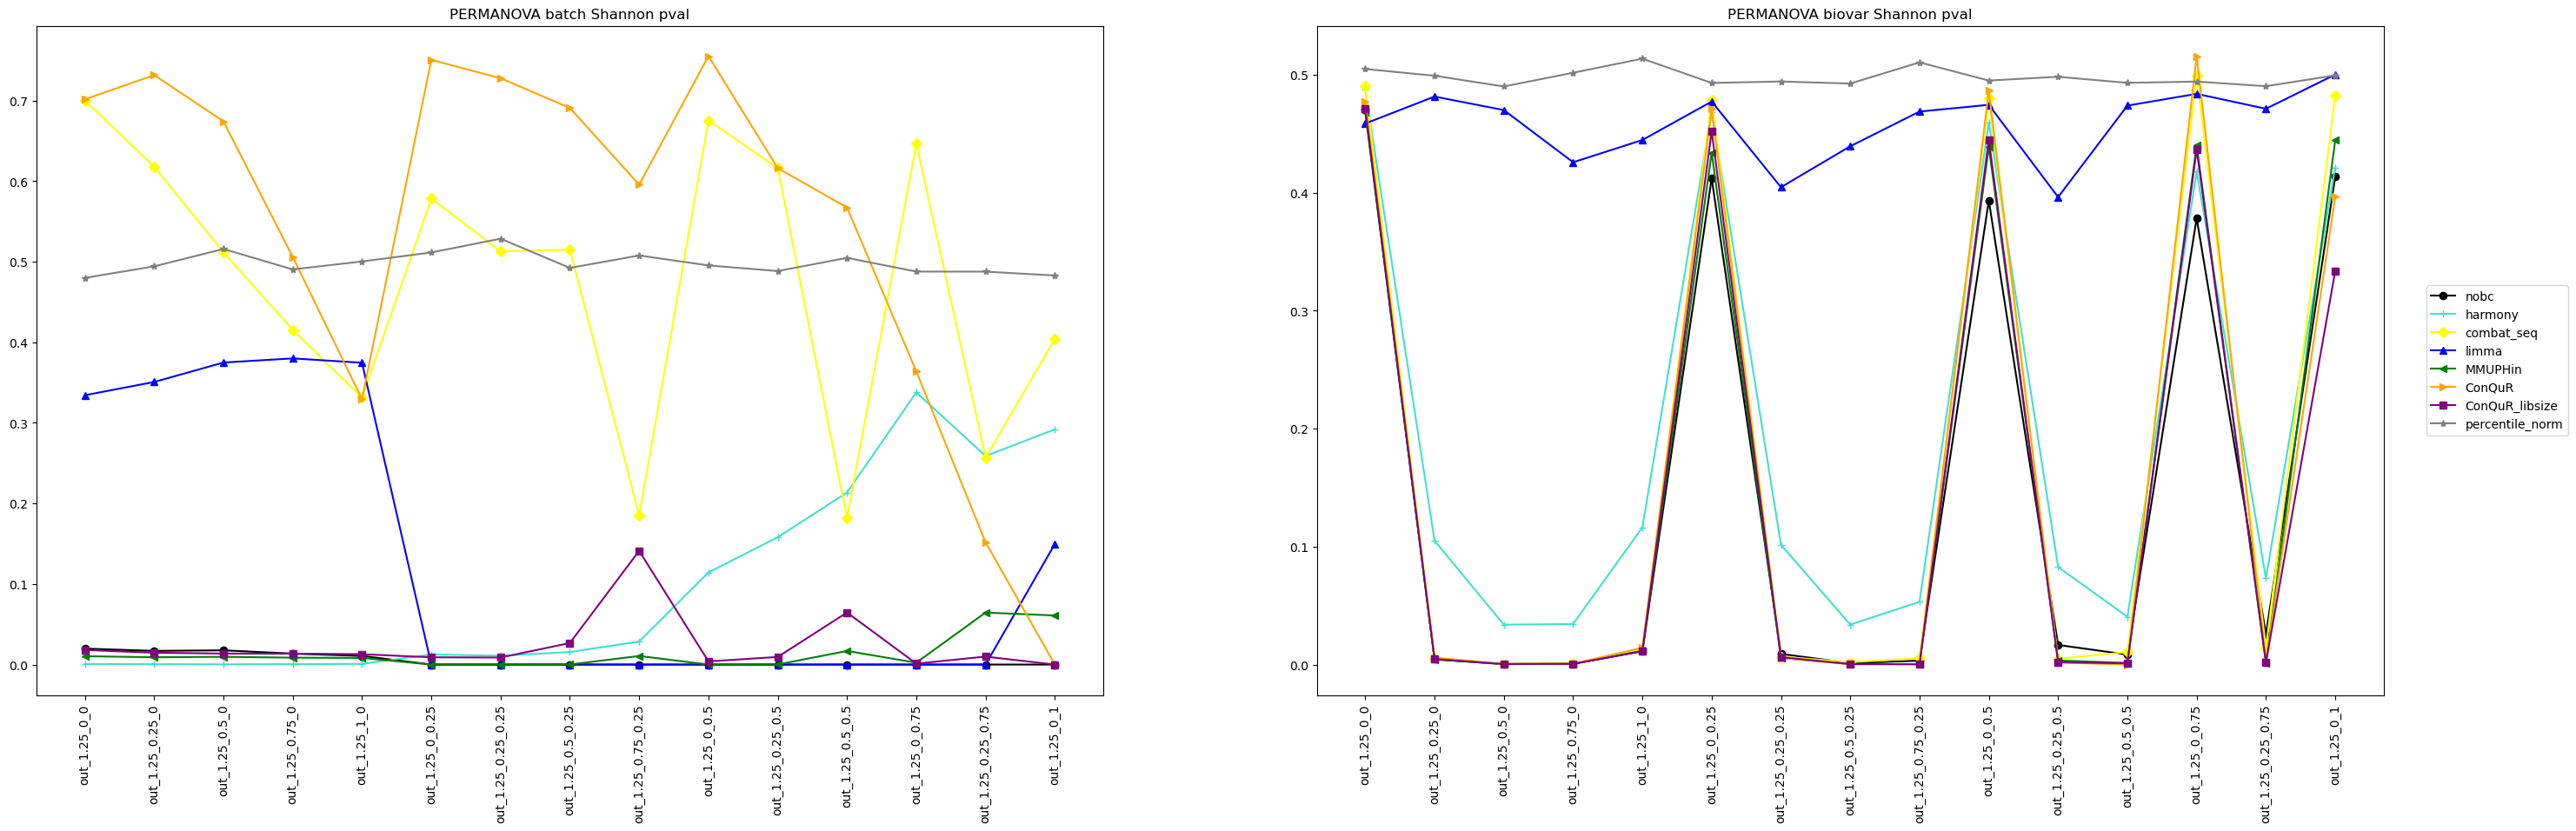 PERMANOVA batch Shannon pval
0.7
0.6
0.5
0.4
0.3
0.2
0.1
0.0
out_1.25_0_0
out_1.25_0.25_0
out_1.25_0.5_0
out_1.25_0.75_0
out_1.25_1_0
out_1.25_0_0.25
out_1.25_0.25_0.25
out_1.25_0.5_0.25
out_1.25_0.75_0.25
out_1.25_0_0.5
out_1.25_0.25_0.5
out_1.25_0.5_0.5
out_1.25_0_0.75
out_1.25_0.25_0.75
out_1.25_0_1
PERMANOVA biovar Shannon pval
0.5
0.4
0.3
0.2
0.1
0.0
out_1.25_0_0
out_1.25_0.25_0
out_1.25_0.5_0
out_1.25_0.75_0
out_1.25_1_0
out_1.25_0_0.25
out_1.25_0.25_0.25
out_1.25_0.5_0.25
out_1.25_0.75_0.25
out_1.25_0_0.5
out_1.25_0.25_0.5
out_1.25_0.5_0.5
out_1.25_0_0.75
out_1.25_0.25_0.75
out_1.25_0_1
nobc
harmony
combat_seq
limma
MMUPHin
ConQuR
ConQuR_libsize
percentile_norm